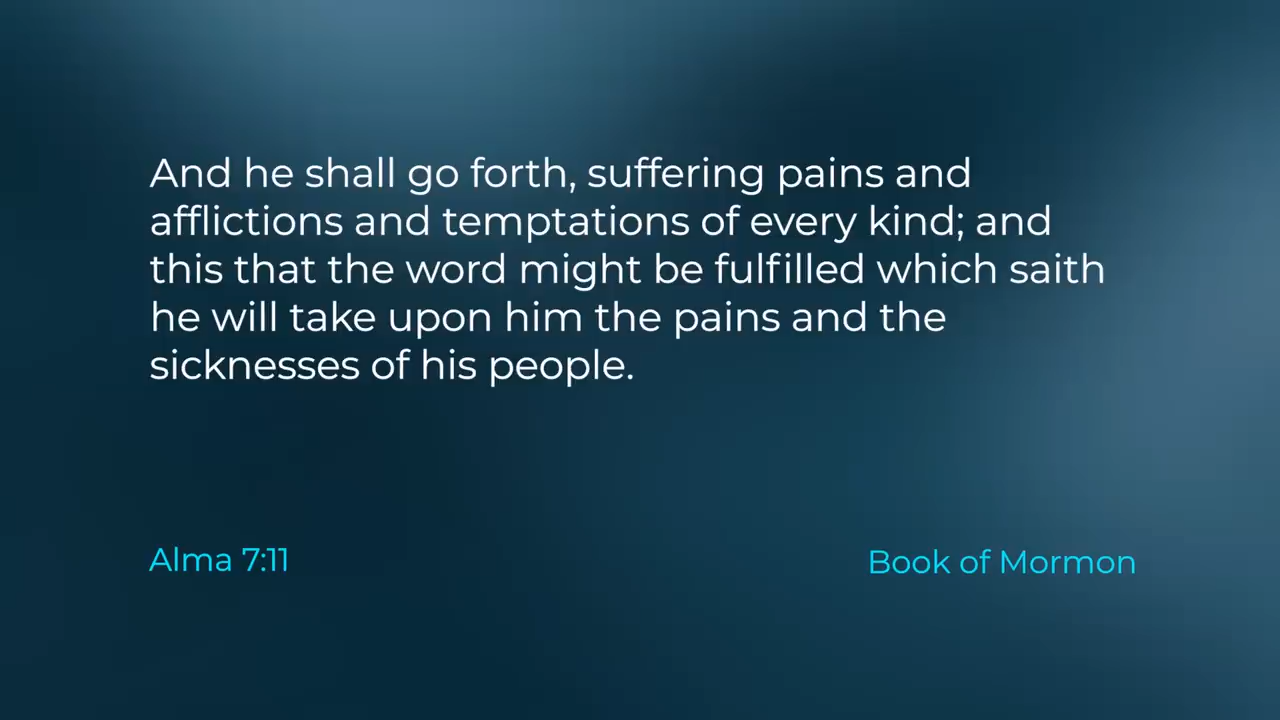 And he shall go forth, suffering pains and
afflictions and temptations of every kind; and
this that the word might be fulfilled which saith
he will take upon him the pains and the
sicknesses of his people.
Alma 7:11
Book of Mormon